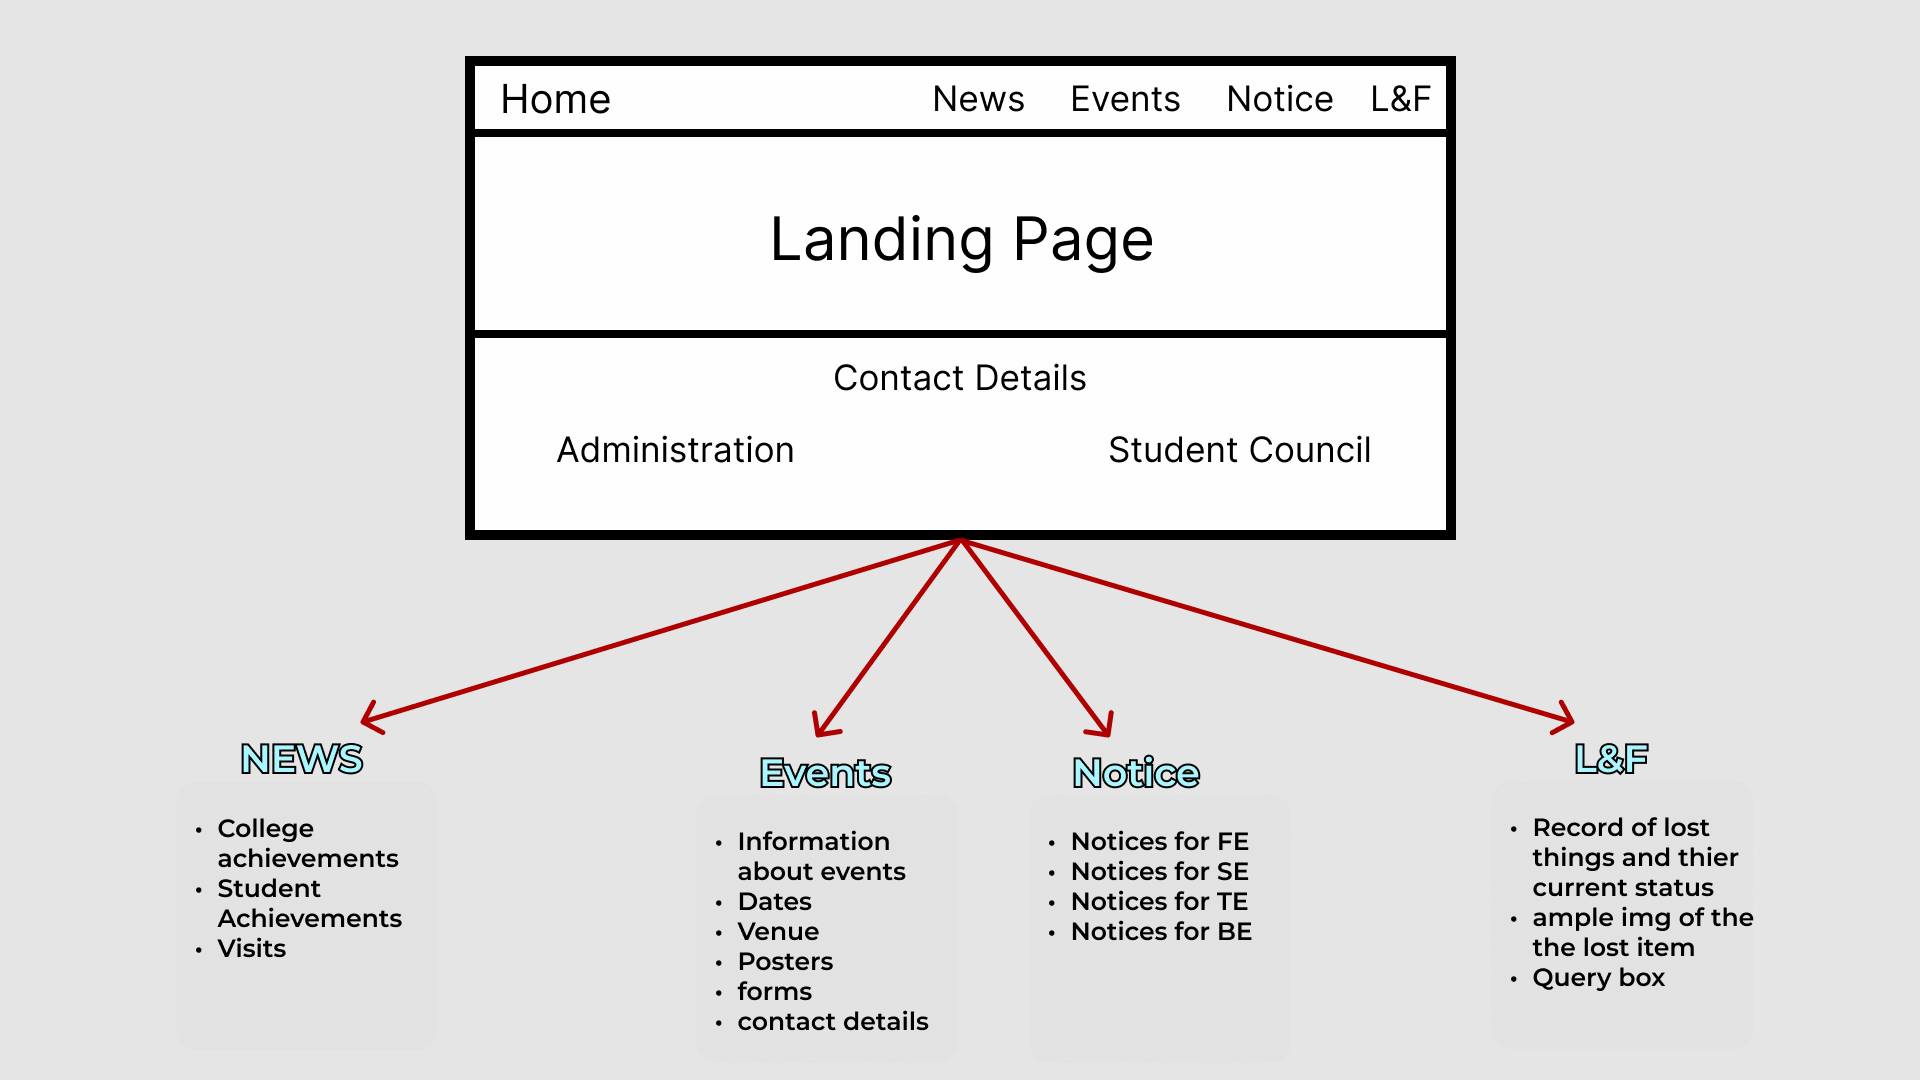 Home News Events Notice L&F
Landing Page
Contact Details
Administration Student Council
NEWS
• College
achievements
• Student
Achievements
• Visits
Events
• Information
about events
• Dates
• Venue
• Posters
• forms
• contact details
Notice
• Notices for FE
• Notices for SE
• Notices for TE
• Notices for BE
L&F
• Record of lost
things and thier
current status
• ample img of the
the lost item
• Query box